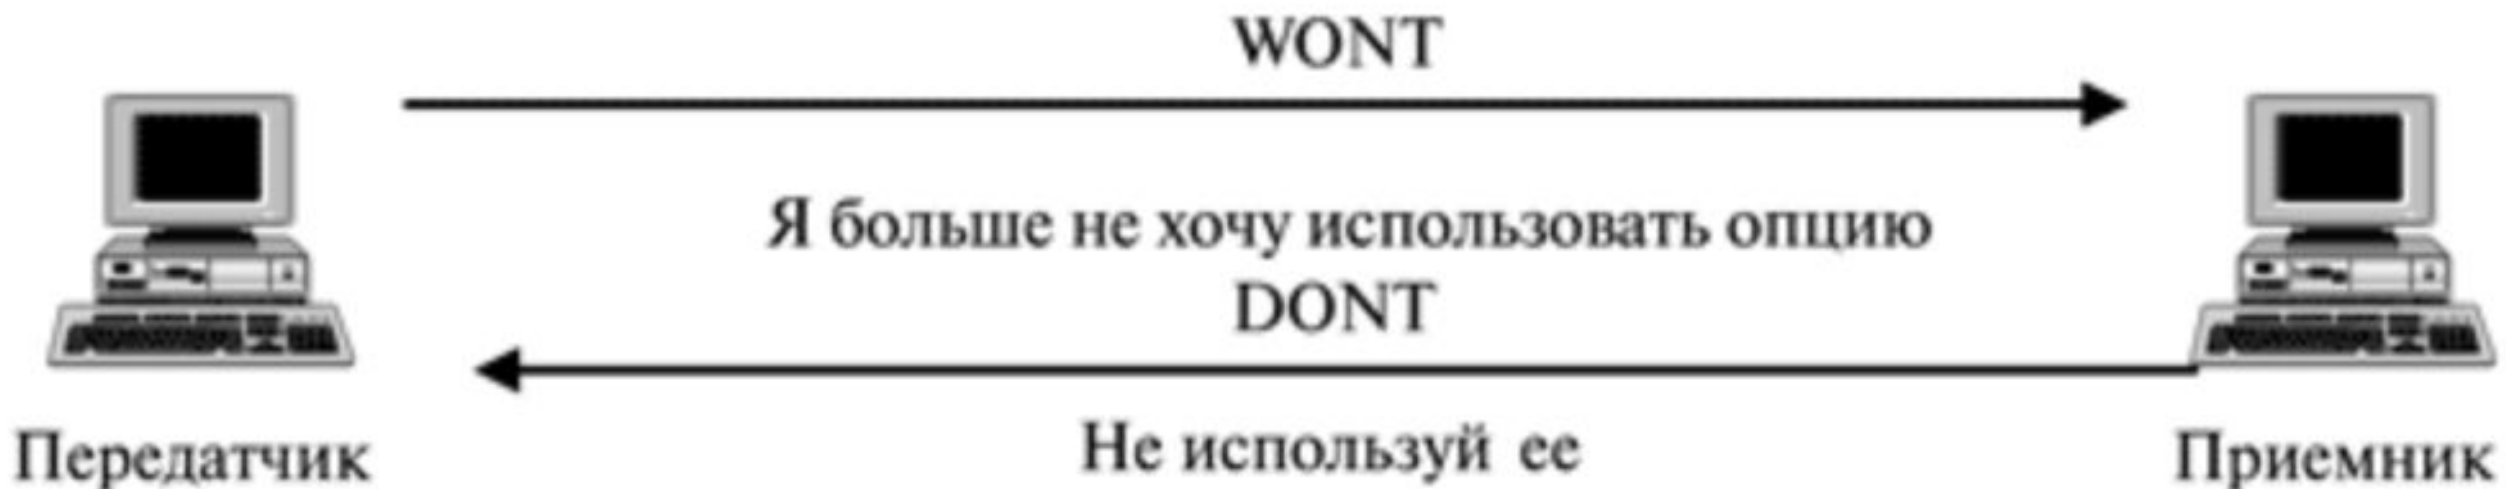 WONT
Я больше не хочу использовать опцию
DONT
Не используй ее
Передатчик
Приемник